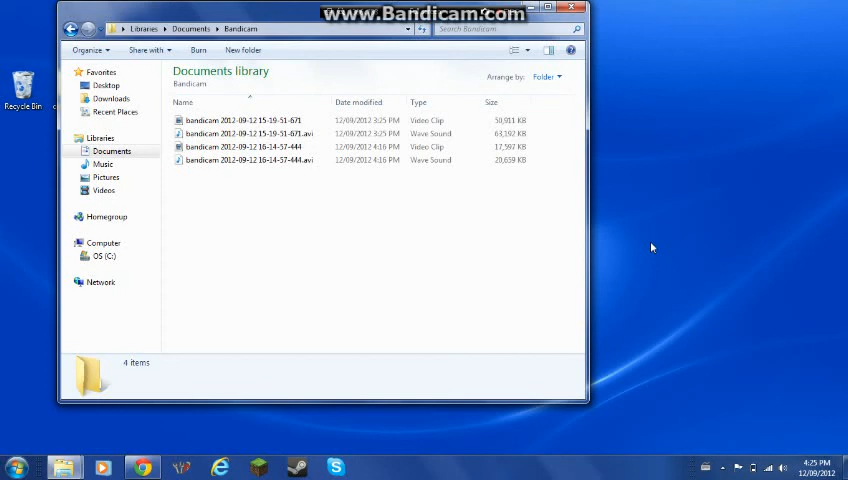 www.Bandicam.com
Libraries Documents Bandicam
Search Bandicam
Organize Share with Burn New folder
Favorites
Desktop
Downloads
Recent Places
Libraries
Documents
Music
Pictures
Videos
Homegroup
Computer
OS (C:)
Network
Documents library
Bandicam
Arrange by: Folder
Name Date modified Type Size
bandicam 2012-09-12 15-19-51-671 12/09/2012 3:25 PM Video Clip 50,911 KB
bandicam 2012-09-12 15-19-51-671.avi 12/09/2012 3:25 PM Wave Sound 63,192 KB
bandicam 2012-09-12 16-14-57-444 12/09/2012 4:16 PM Video Clip 17,597 KB
bandicam 2012-09-12 16-14-57-444.avi 12/09/2012 4:16 PM Wave Sound 20,659 KB
4 items
Recycle Bin
4:25 PM
12/09/2012